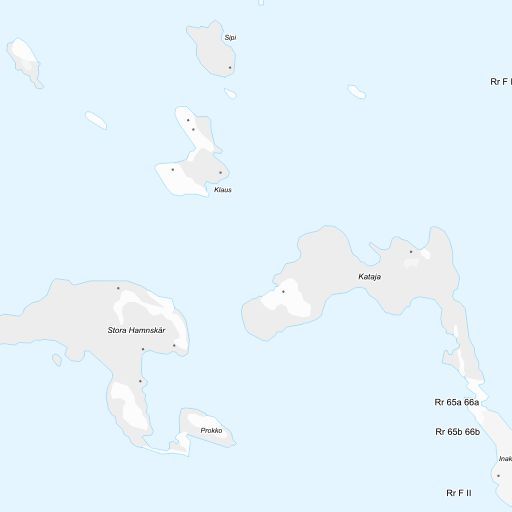 Sipi
Rr F I
Klaus
Kataja
Stora Hamnskär
Rr 65a 66a
Prokko
Rr 65b 66b
Inak
Rr F II